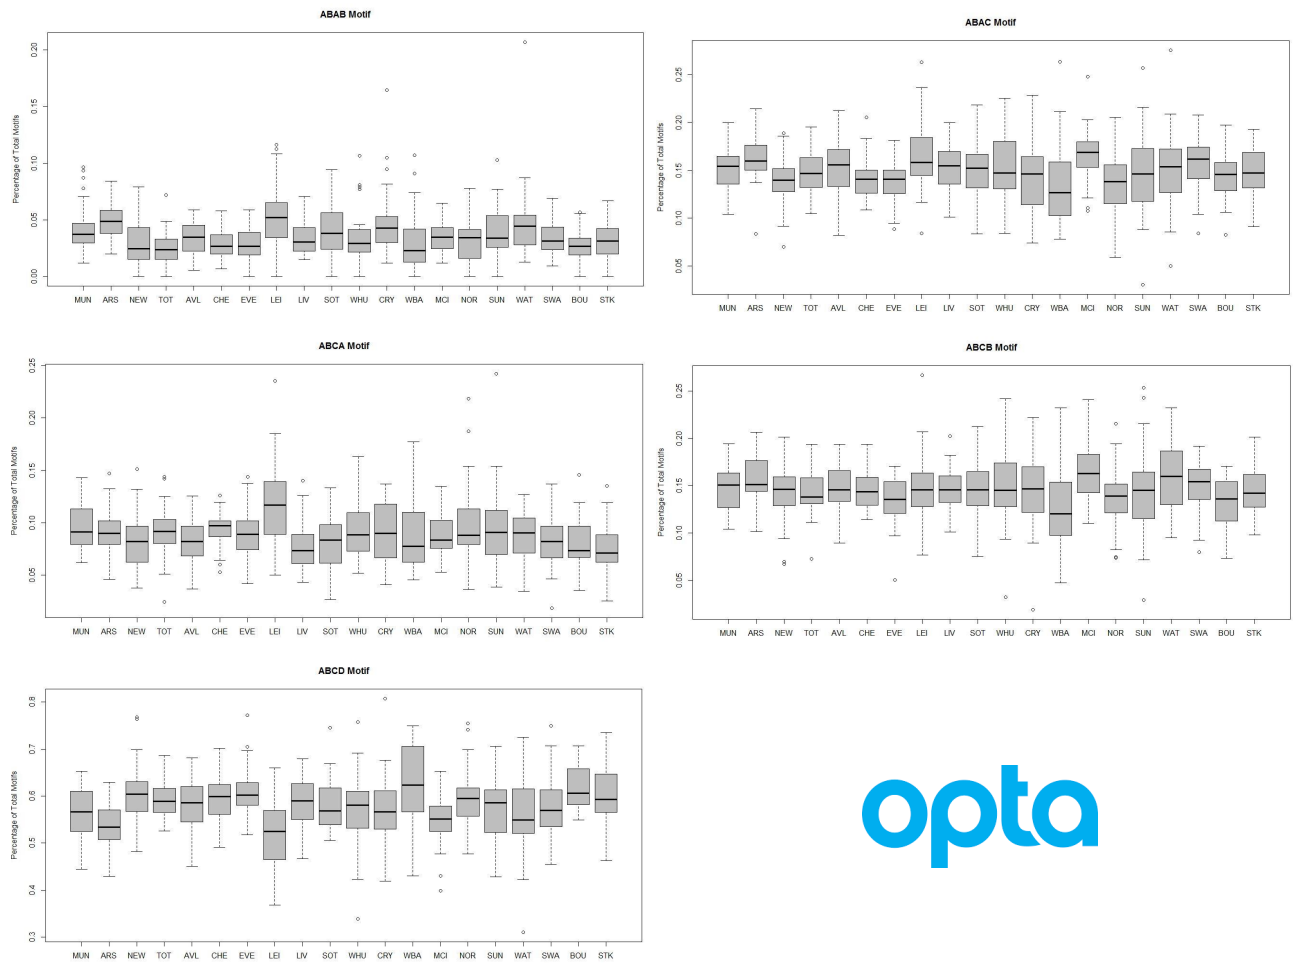 ABAB Motif
Percentage of Total Motifs
0.00 0.05 0.10 0.15 0.20
MUN ARS NEW TOT AVL CHE EVE LEI LIV SOT WHU CRY WBA MCI NOR SUN WAT SWA BOU STK
ABAC Motif
Percentage of Total Motifs
0.05 0.10 0.15 0.20 0.25
MUN ARS NEW TOT AVL CHE EVE LEI LIV SOT WHU CRY WBA MCI NOR SUN WAT SWA BOU STK
ABCA Motif
Percentage of Total Motifs
0.05 0.10 0.15 0.20 0.25
MUN ARS NEW TOT AVL CHE EVE LEI LIV SOT WHU CRY WBA MCI NOR SUN WAT SWA BOU STK
ABCB Motif
Percentage of Total Motifs
0.05 0.10 0.15 0.20 0.25
MUN ARS NEW TOT AVL CHE EVE LEI LIV SOT WHU CRY WBA MCI NOR SUN WAT SWA BOU STK
ABCD Motif
Percentage of Total Motifs
0.3 0.4 0.5 0.6 0.7 0.8
MUN ARS NEW TOT AVL CHE EVE LEI LIV SOT WHU CRY WBA MCI NOR SUN WAT SWA BOU STK
opta